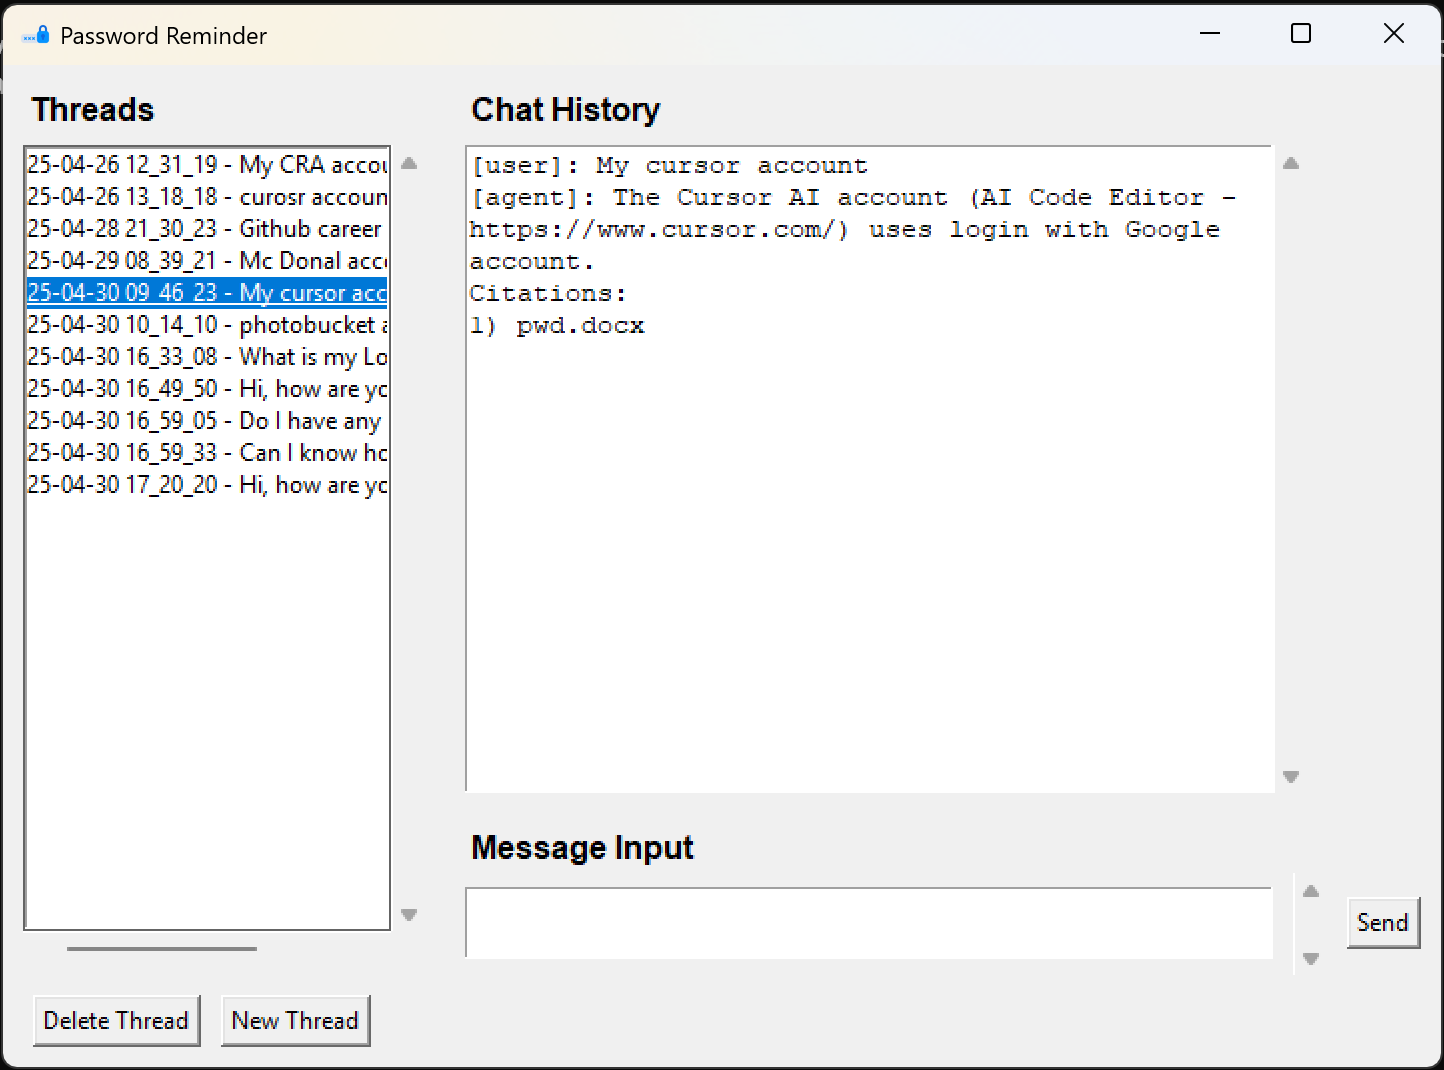 Password Reminder
Threads
25-04-26 12_31_19 - My CRA accou
25-04-26 13_18_18 - curosr accoun
25-04-28 21_30_23 - Github career
25-04-29 08_39_21 - Mc Donal acc
25-04-30 09_46_23 - My cursor acc
25-04-30 10_14_10 - photobucket a
25-04-30 16_33_08 - What is my Lo
25-04-30 16_49_50 - Hi, how are yo
25-04-30 16_59_05 - Do I have any
25-04-30 16_59_33 - Can I know ho
25-04-30 17_20_20 - Hi, how are yo
Delete Thread
New Thread
Chat History
[user]: My cursor account
[agent]: The Cursor AI account (AI Code Editor -
https://www.cursor.com/) uses login with Google
account.
Citations:
1) pwd.docx
Message Input
Send